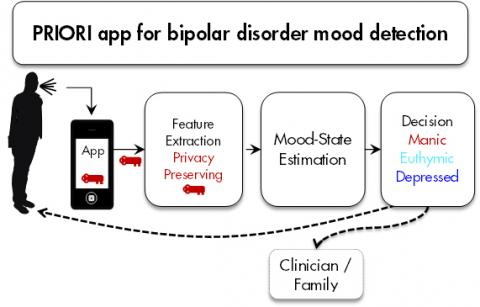 PRIORI app for bipolar disorder mood detection
App
Feature
Extraction
Privacy
Preserving
Mood-State
Estimation
Decision
Manic
Euthymic
Depressed
Clinician /
Family